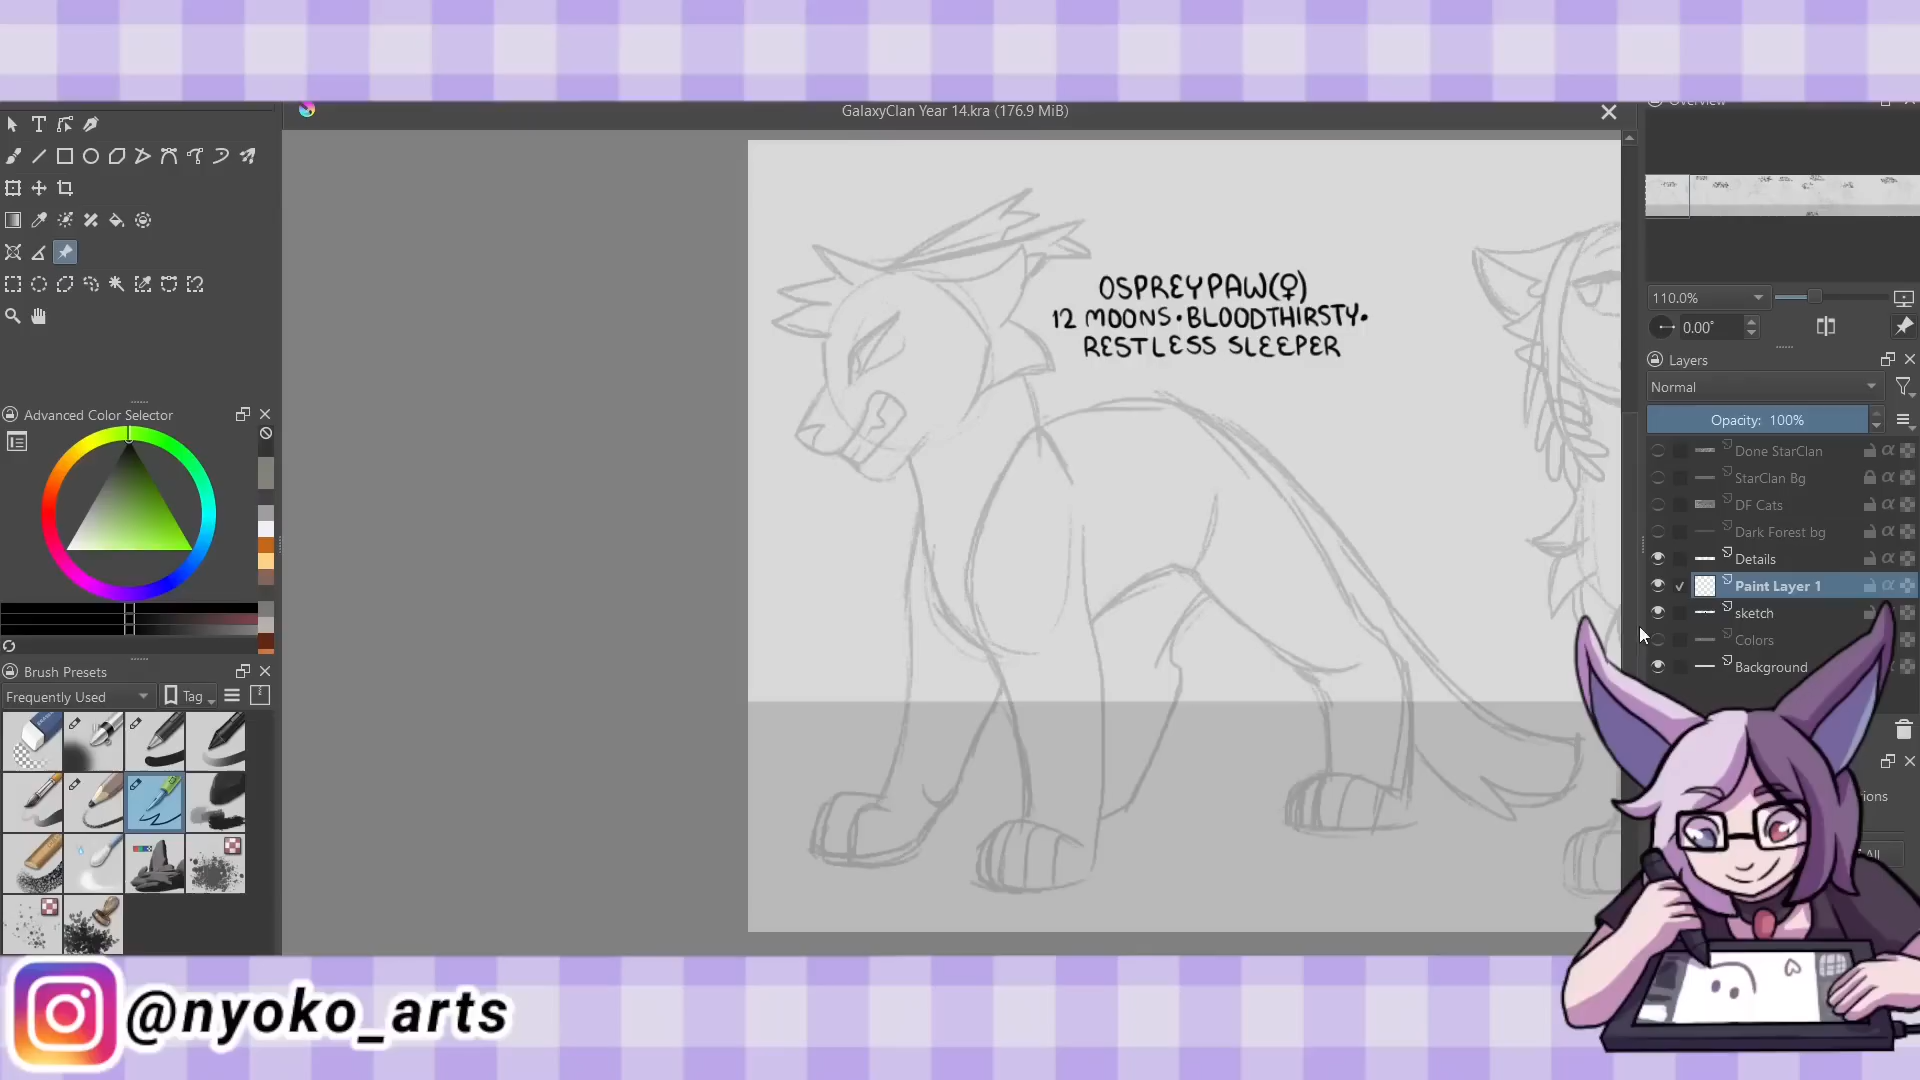 GalaxyClan Year 14.kra (176.9 MiB)
Overview
OSPREYPAW(♀)
12 MOONS•BLOODTHIRSTY•
RESTLESS SLEEPER
110.0%
0.00°
Layers
Normal
Opacity: 100%
Done StarClan
StarClan Bg
DF Cats
Dark Forest bg
Details
Paint Layer 1
sketch
Colors
Background
Advanced Color Selector
Brush Presets
Frequently Used
Tag
All
@nyoko_arts